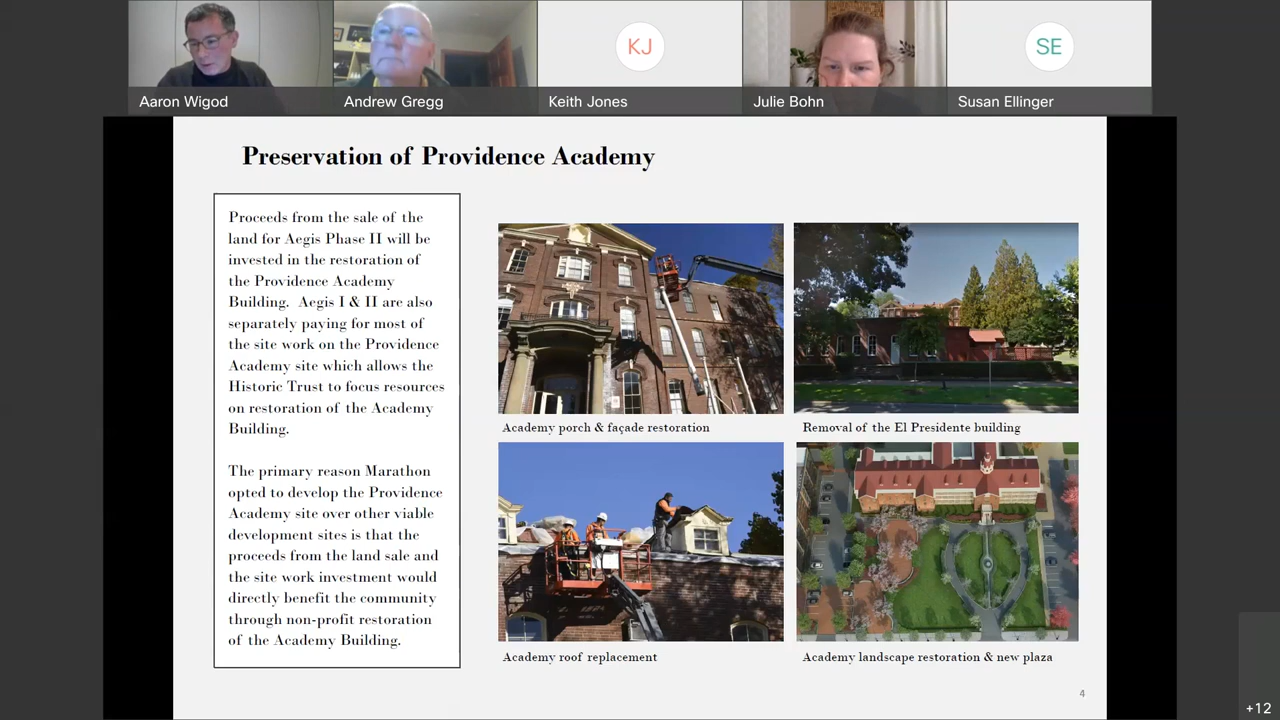 KJ
SE
Aaron Wigod
Andrew Gregg
Keith Jones
Julie Bohn
Susan Ellinger
Preservation of Providence Academy
Proceeds from the sale of the
land for Aegis Phase II will be
invested in the restoration of
the Providence Academy
Building. Aegis I & II are also
separately paying for most of
the site work on the Providence
Academy site which allows the
Historic Trust to focus resources
on restoration of the Academy
Building.
The primary reason Marathon
opted to develop the Providence
Academy site over other viable
development sites is that the
proceeds from the land sale and
the site work investment would
directly benefit the community
through non-profit restoration
of the Academy Building.
Academy porch & façade restoration
Removal of the El Presidente building
Academy roof replacement
Academy landscape restoration & new plaza
4
+12